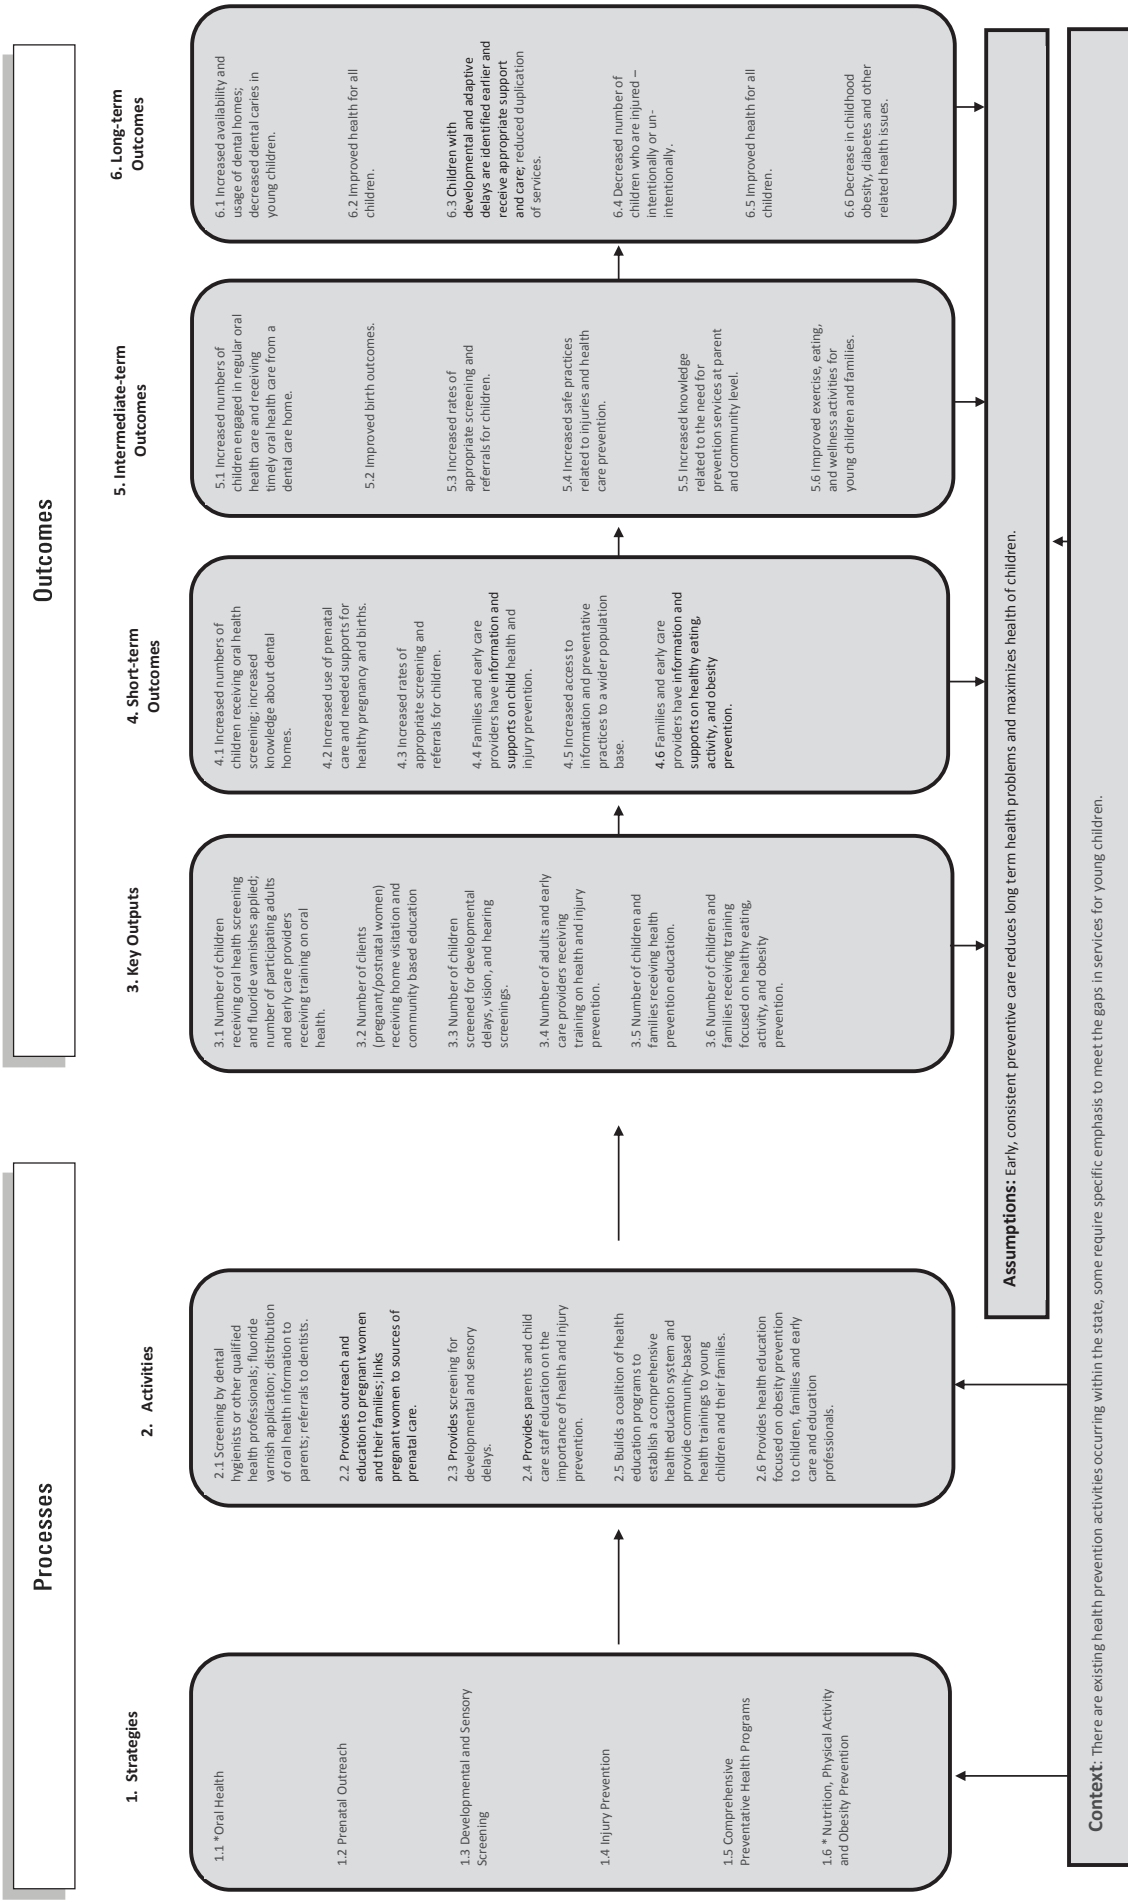 Processes
Outcomes
1. Strategies
1.1 *Oral Health
1.2 Prenatal Outreach
1.3 Developmental and Sensory
Screening
1.4 Injury Prevention
1.5 Comprehensive
Preventative Health Programs
1.6 * Nutrition, Physical Activity
and Obesity Prevention
2. Activities
2.1 Screening by dental
hygienists or other qualified
health professionals; fluoride
varnish application; distribution
of oral health information to
parents; referrals to dentists.
2.2 Provides outreach and
education to pregnant women
and their families; links
pregnant women to sources of
prenatal care.
2.3 Provides screening for
developmental and sensory
delays.
2.4 Provides parents and child
care staff education on the
importance of health and injury
prevention.
2.5 Builds a coalition of health
education programs to
establish a comprehensive
health education system and
provide community-based
health trainings to young
children and their families.
2.6 Provides health education
focused on obesity prevention
to children, families and early
care and education
professionals.
3. Key Outputs
3.1 Number of children
receiving oral health screening
and fluoride varnishes applied;
number of participating adults
and early care providers
receiving training on oral
health.
3.2 Number of clients
(pregnant/postnatal women)
receiving home visitation and
community based education
3.3 Number of children
screened for developmental
delays, vision, and hearing
screenings.
3.4 Number of adults and early
care providers receiving
training on health and injury
prevention.
3.5 Number of children and
families receiving health
prevention education.
3.6 Number of children and
families receiving training
focused on healthy eating,
activity, and obesity
prevention.
4. Short-term
Outcomes
4.1 Increased numbers of
children receiving oral health
screening; increased
knowledge about dental
homes.
4.2 Increased use of prenatal
care and needed supports for
healthy pregnancy and births.
4.3 Increased rates of
appropriate screening and
referrals for children.
4.4 Families and early care
providers have information and
supports on child health and
injury prevention.
4.5 Increased access to
information and preventative
practices to a wider population
base.
4.6 Families and early care
providers have information and
supports on healthy eating,
activity, and obesity
prevention.
5. Intermediate-term
Outcomes
5.1 Increased numbers of
children engaged in regular oral
health care and receiving
timely oral health care from a
dental care home.
5.2 Improved birth outcomes.
5.3 Increased rates of
appropriate screening and
referrals for children.
5.4 Increased safe practices
related to injuries and health
care prevention.
5.5 Increased knowledge
related to the need for
prevention services at parent
and community level.
5.6 Improved exercise, eating,
and wellness activities for
young children and families.
6. Long-term
Outcomes
6.1 Increased availability and
usage of dental homes;
decreased dental caries in
young children.
6.2 Improved health for all
children.
6.3 Children with
developmental and adaptive
delays are identified earlier and
receive appropriate support
and care; reduced duplication
of services.
6.4 Decreased number of
children who are injured –
intentionally or un-
intentionally.
6.5 Improved health for all
children.
6.6 Decrease in childhood
obesity, diabetes and other
related health issues.
Assumptions: Early, consistent preventive care reduces long term health problems and maximizes health of children.
Context: There are existing health prevention activities occurring within the state, some require specific emphasis to meet the gaps in services for young children.